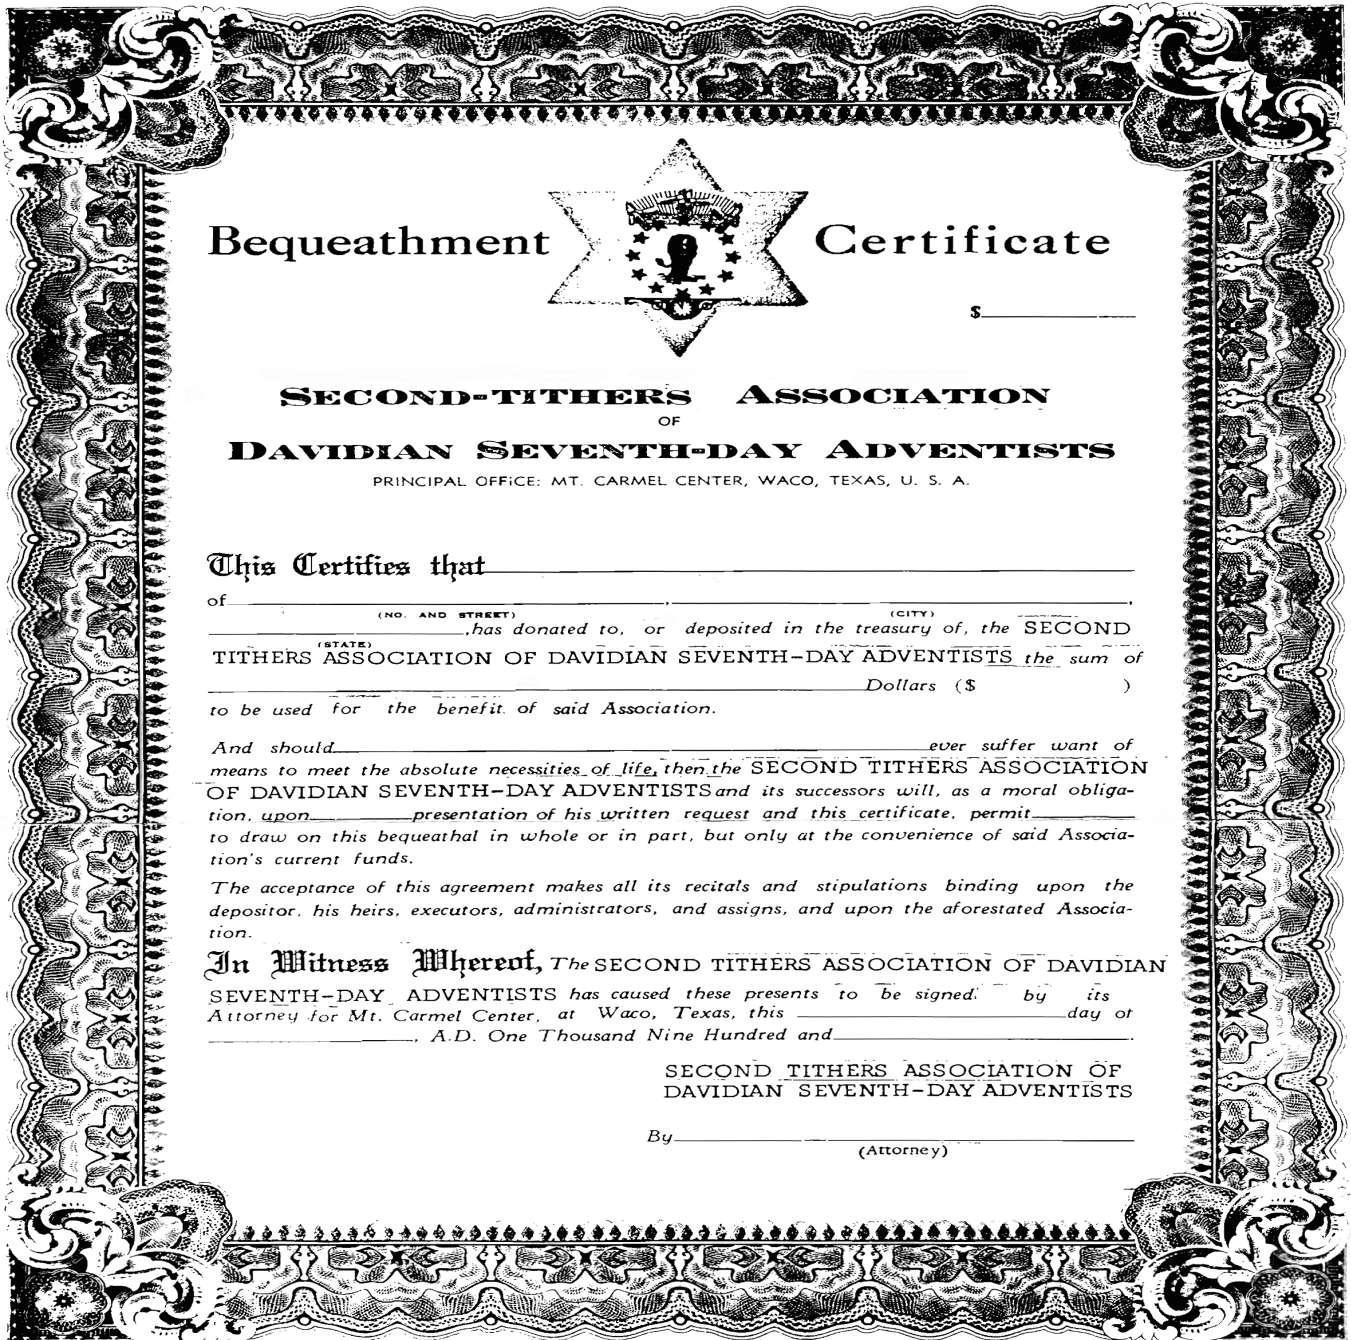 Bequeathment Certificate
$
SECOND-TITHERS ASSOCIATION
OF
DAVIDIAN SEVENTH-DAY ADVENTISTS
PRINCIPAL OFFICE: MT. CARMEL CENTER, WACO, TEXAS, U. S. A.
This Certifies that
of , ,
(NO. AND STREET) (CITY)
,has donated to, or deposited in the treasury of, the SECOND
(STATE)
TITHERS ASSOCIATION OF DAVIDIAN SEVENTH-DAY ADVENTISTS the sum of
Dollars ($ )
to be used for the benefit of said Association.
And should ever suffer want of
means to meet the absolute necessities of life, then the SECOND TITHERS ASSOCIATION
OF DAVIDIAN SEVENTH-DAY ADVENTISTS and its successors will, as a moral obliga-
tion, upon presentation of his written request and this certificate, permit
to draw on this bequeathal in whole or in part, but only at the convenience of said Associa-
tion's current funds.
The acceptance of this agreement makes all its recitals and stipulations binding upon the
depositor, his heirs, executors, administrators, and assigns, and upon the aforestated Associa-
tion.
In Witness Whereof, The SECOND TITHERS ASSOCIATION OF DAVIDIAN
SEVENTH-DAY ADVENTISTS has caused these presents to be signed by its
Attorney for Mt. Carmel Center, at Waco, Texas, this day of
, A.D. One Thousand Nine Hundred and .
SECOND TITHERS ASSOCIATION OF
DAVIDIAN SEVENTH-DAY ADVENTISTS
By
(Attorney)